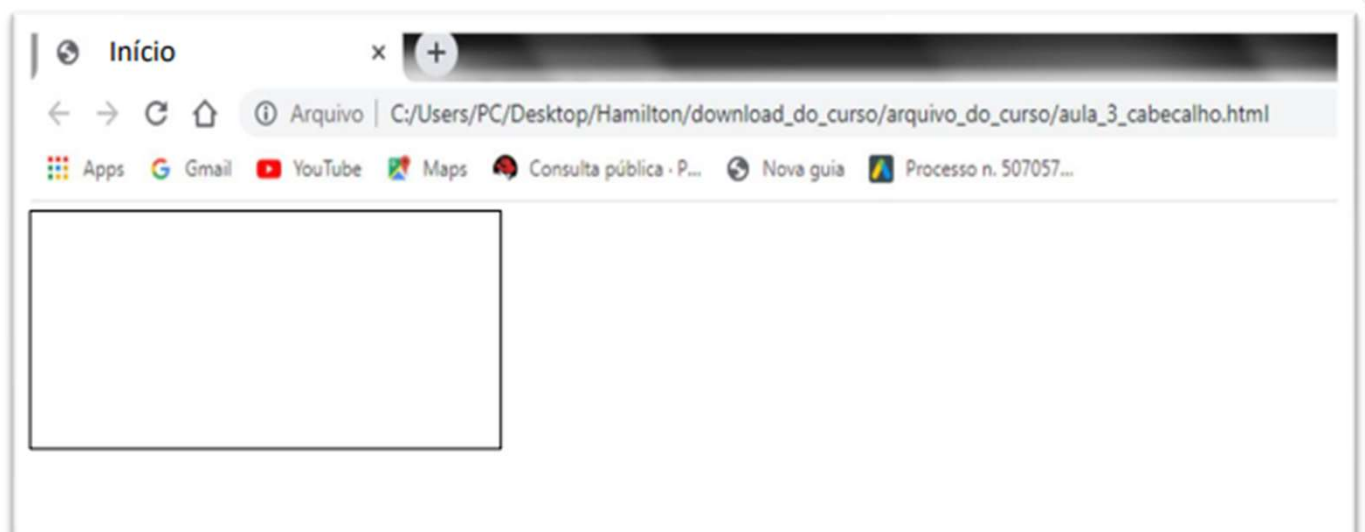 Início
Arquivo | C:/Users/PC/Desktop/Hamilton/download_do_curso/arquivo_do_curso/aula_3_cabecalho.html
Apps Gmail YouTube Maps Consulta pública - P... Nova guia Processo n. 507057...